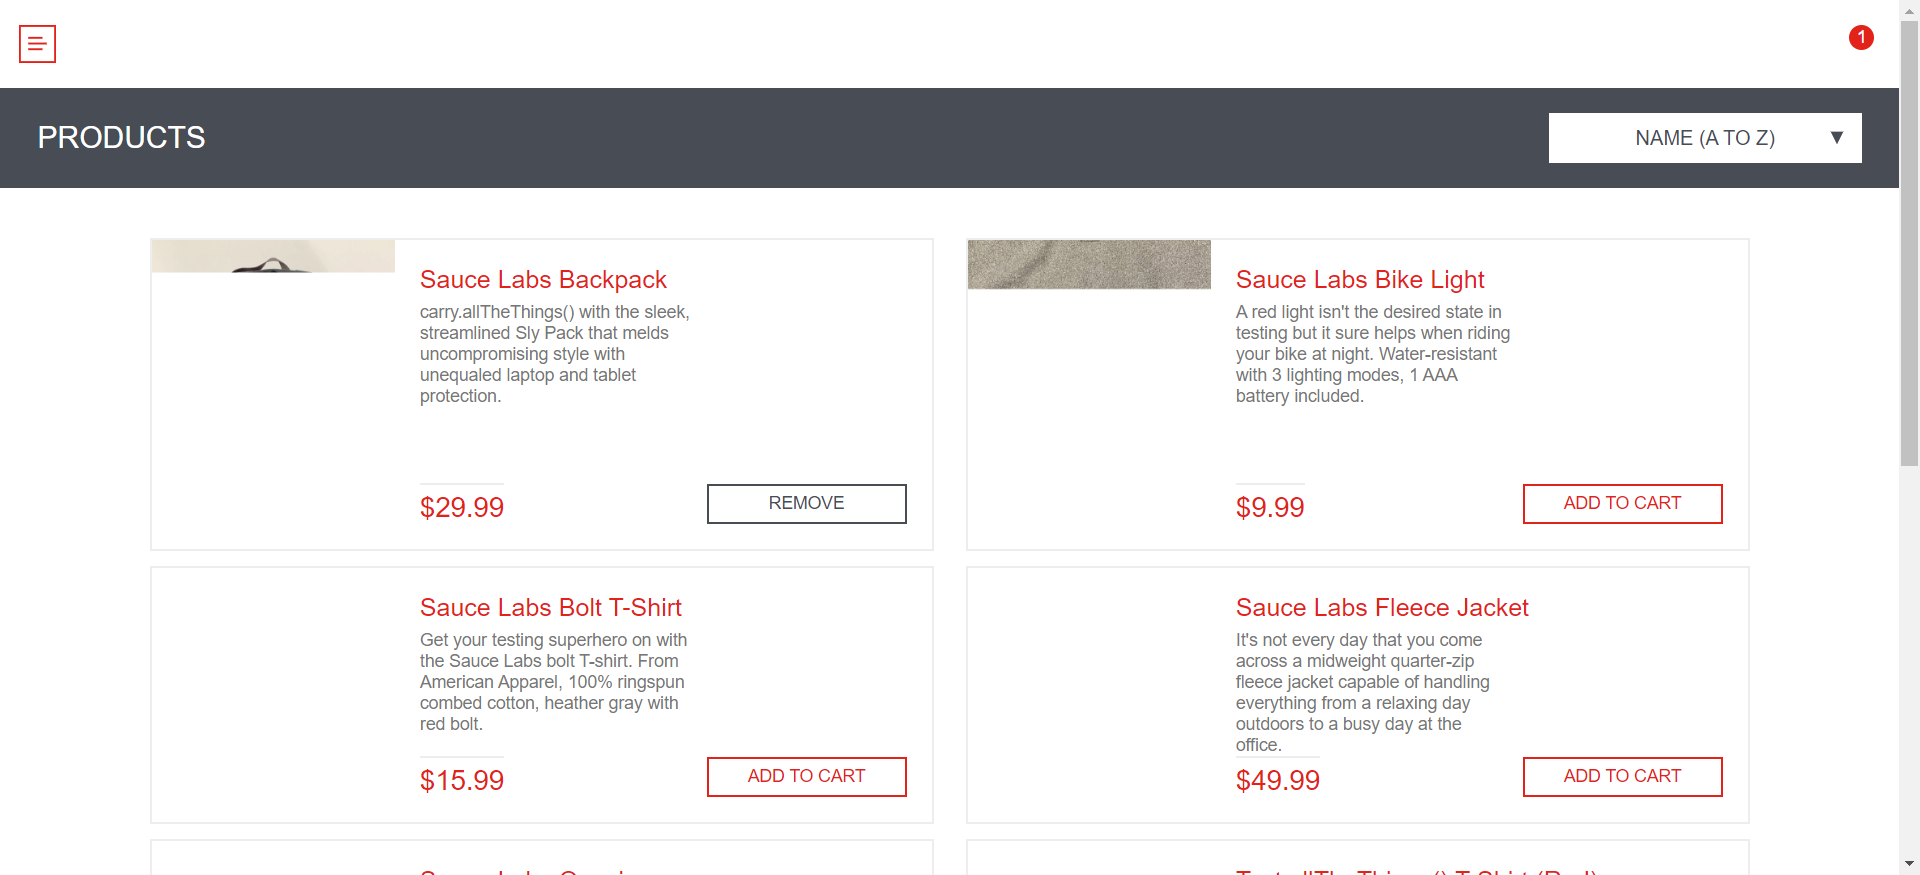 1
PRODUCTS
NAME (A TO Z) ▼
Sauce Labs Backpack
carry.allTheThings() with the sleek,
streamlined Sly Pack that melds
uncompromising style with
unequaled laptop and tablet
protection.
$29.99
REMOVE
Sauce Labs Bike Light
A red light isn't the desired state in
testing but it sure helps when riding
your bike at night. Water-resistant
with 3 lighting modes, 1 AAA
battery included.
$9.99
ADD TO CART
Sauce Labs Bolt T-Shirt
Get your testing superhero on with
the Sauce Labs bolt T-shirt. From
American Apparel, 100% ringspun
combed cotton, heather gray with
red bolt.
$15.99
ADD TO CART
Sauce Labs Fleece Jacket
It's not every day that you come
across a midweight quarter-zip
fleece jacket capable of handling
everything from a relaxing day
outdoors to a busy day at the
office.
$49.99
ADD TO CART